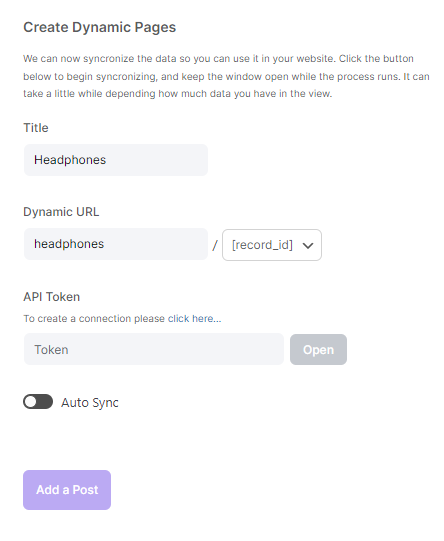 Create Dynamic Pages
We can now syncronize the data so you can use it in your website. Click the button
below to begin syncronizing, and keep the window open while the process runs. It can
take a little while depending how much data you have in the view.
Title
Headphones
Dynamic URL
headphones / [record_id]
API Token
To create a connection please click here...
Token Open
Auto Sync
Add a Post